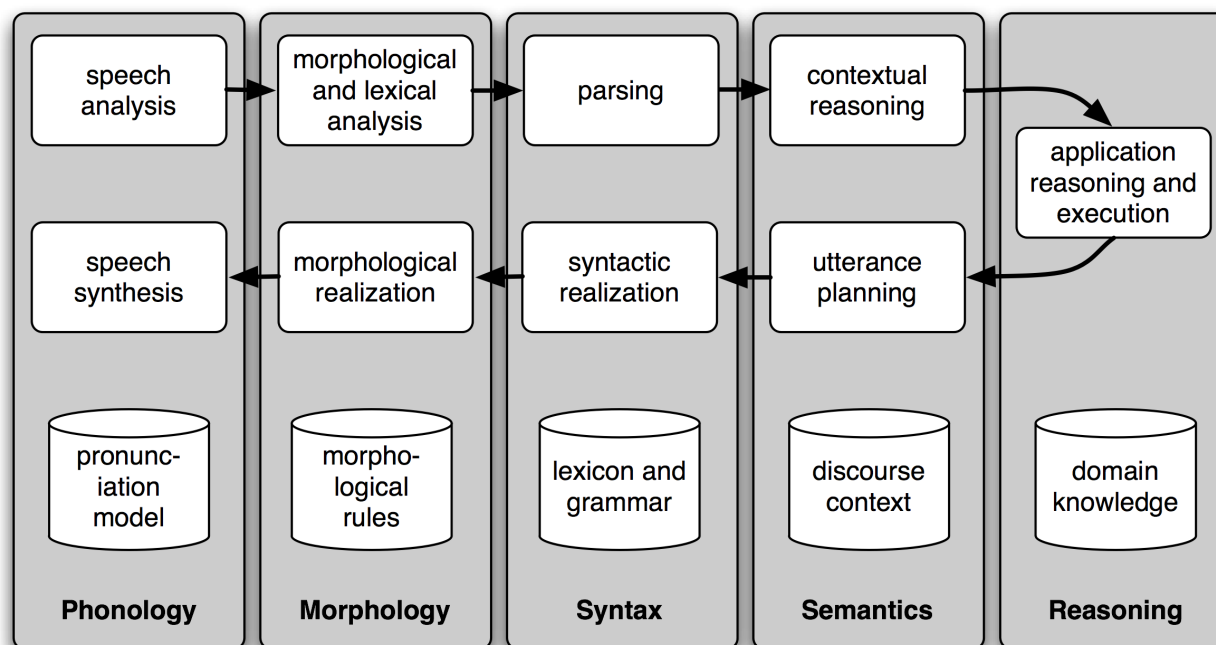 speech
analysis
morphological
and lexical
analysis
parsing
contextual
reasoning
application
reasoning and
execution
speech
synthesis
morphological
realization
syntactic
realization
utterance
planning
pronunc-
iation
model
morpho-
logical
rules
lexicon and
grammar
discourse
context
domain
knowledge
Phonology
Morphology
Syntax
Semantics
Reasoning